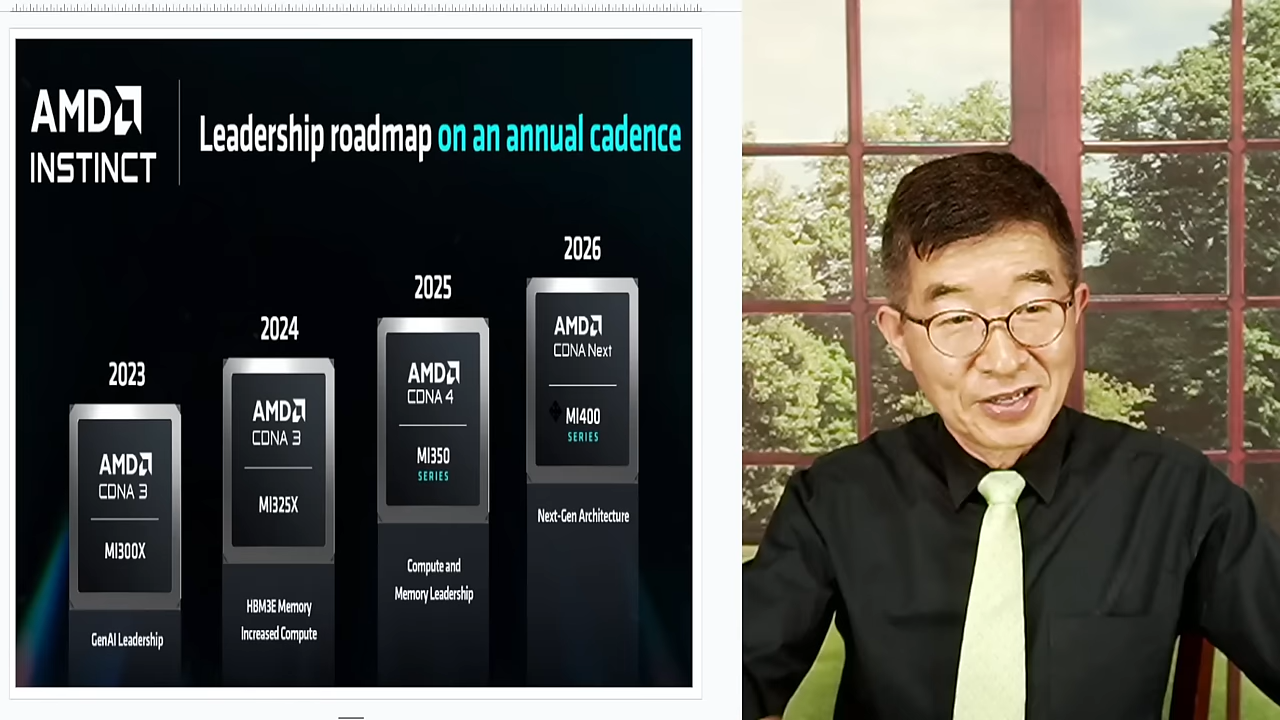 AMD
INSTINCT
Leadership roadmap on an annual cadence
2023
AMD
CDNA 3
MI300X
GenAI Leadership
2024
AMD
CDNA 3
MI325X
HBM3E Memory
Increased Compute
2025
AMD
CDNA 4
MI350
SERIES
Compute and
Memory Leadership
2026
AMD
CDNA Next
MI400
SERIES
Next-Gen Architecture